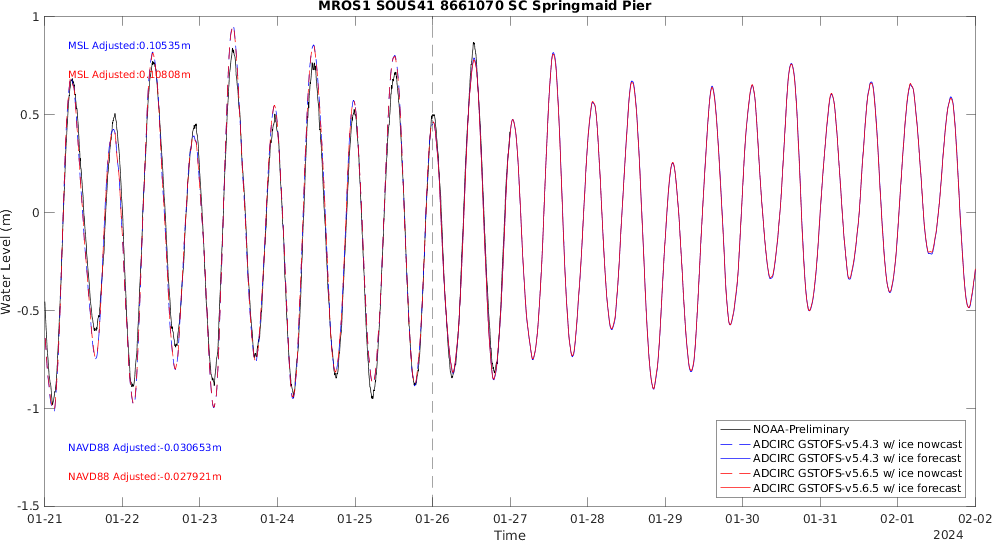 MROS1 SOUS41 8661070 SC Springmaid Pier
MSL Adjusted:0.10535m
MSL Adjusted:0.10808m
NAVD88 Adjusted:-0.030653m
NAVD88 Adjusted:-0.027921m
Water Level (m)
1
0.5
0
-0.5
-1
-1.5
NOAA-Preliminary
ADCIRC GSTOFS-v5.4.3 w/ ice nowcast
ADCIRC GSTOFS-v5.4.3 w/ ice forecast
ADCIRC GSTOFS-v5.6.5 w/ ice nowcast
ADCIRC GSTOFS-v5.6.5 w/ ice forecast
01-21 01-22 01-23 01-24 01-25 01-26 01-27 01-28 01-29 01-30 01-31 02-01 02-02
Time
2024